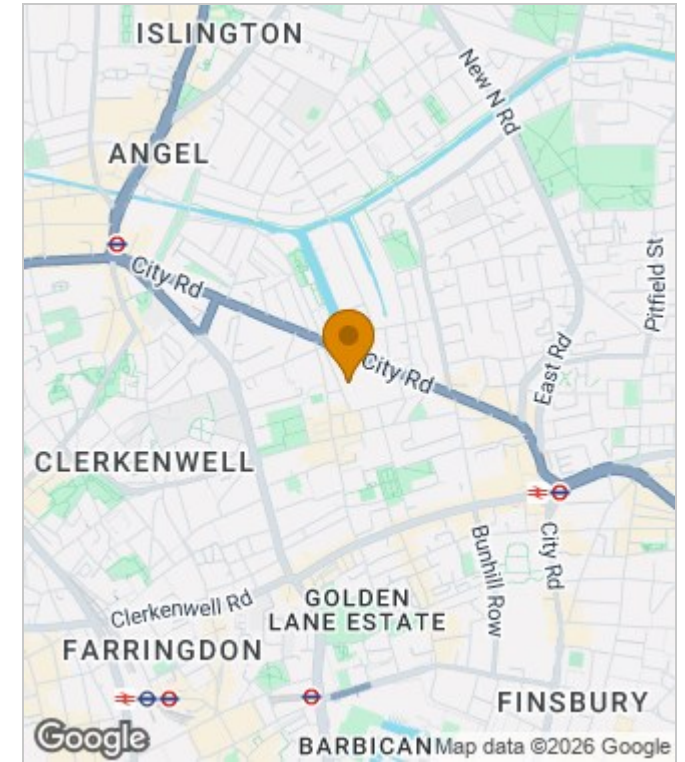 ISLINGTON
New N Rd
ANGEL
City Rd
Pitfield St
City Rd
East Rd
CLERKENWELL
City Rd
Bunhill Row
Clerkenwell Rd
GOLDEN
LANE ESTATE
FARRINGDON
FINSBURY
BARBICAN
Google
Map data ©2026 Google